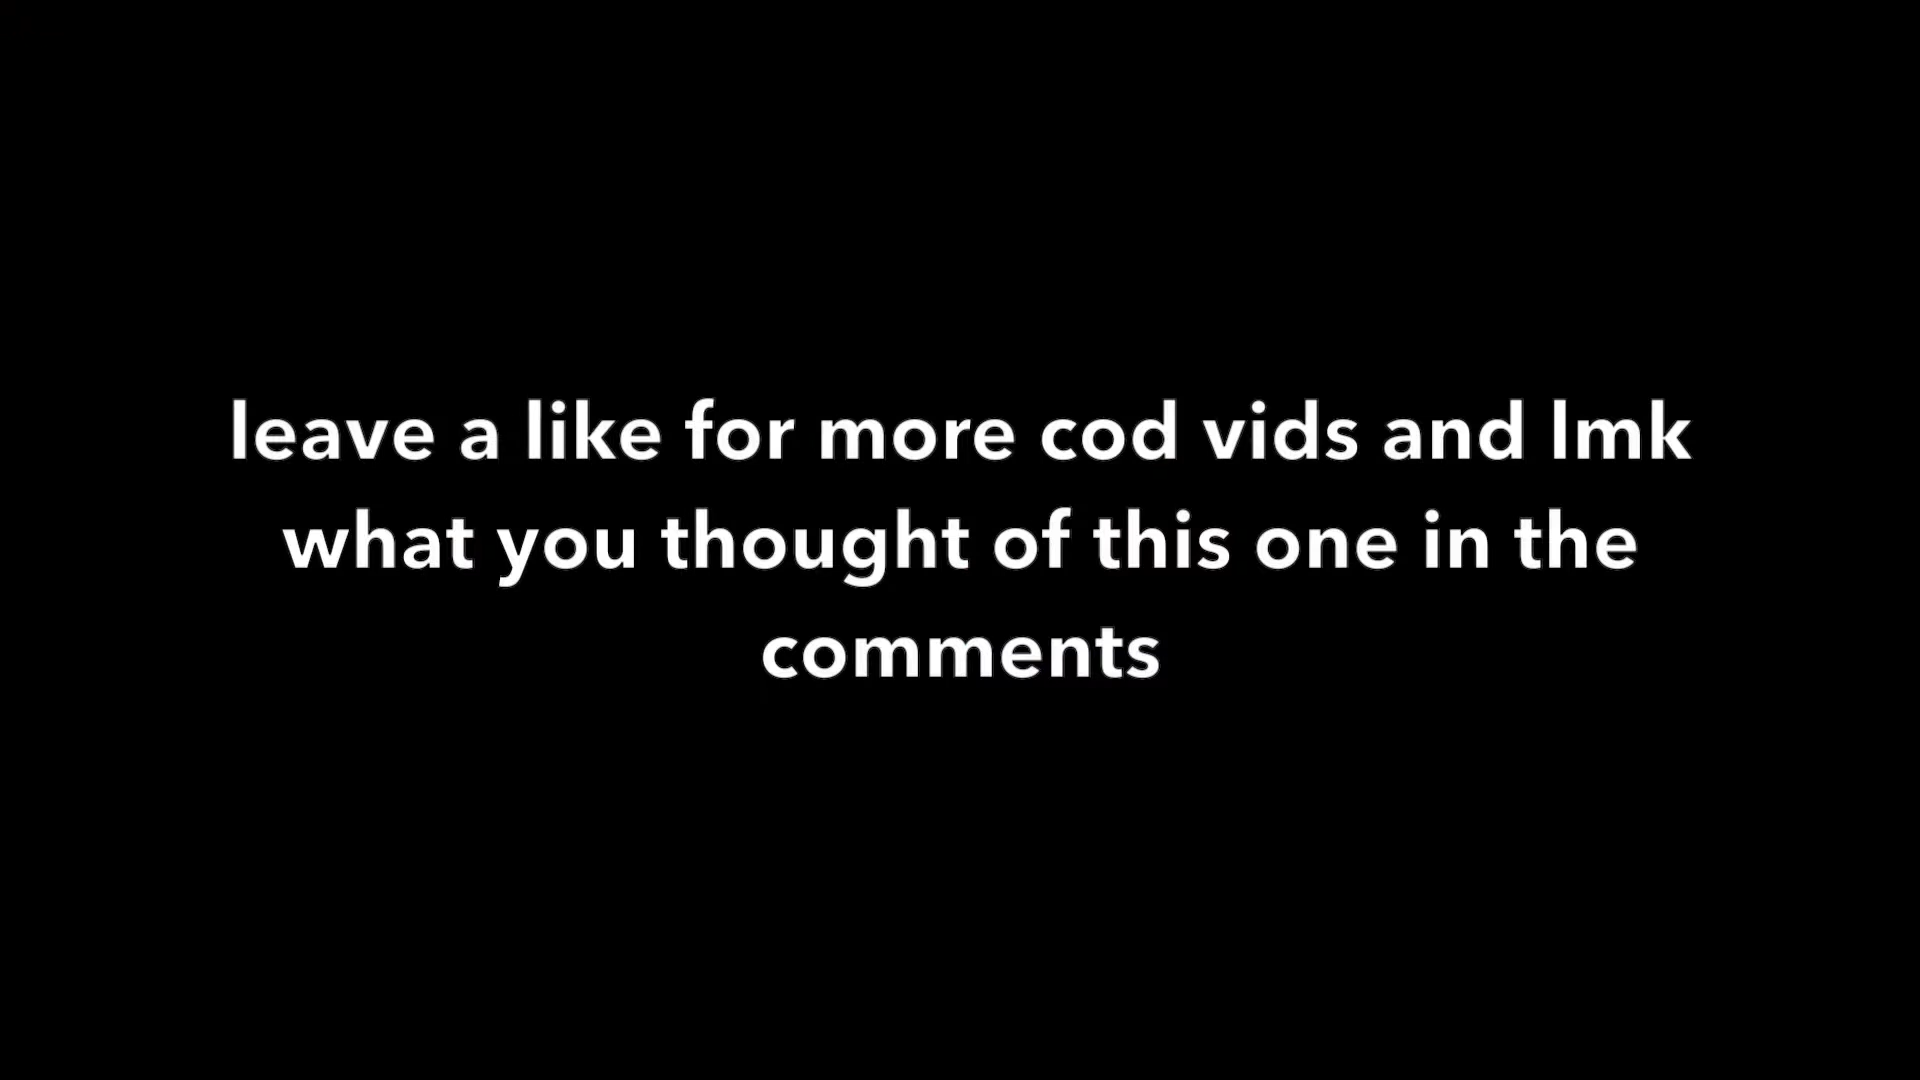 leave a like for more cod vids and lmk
what you thought of this one in the
comments